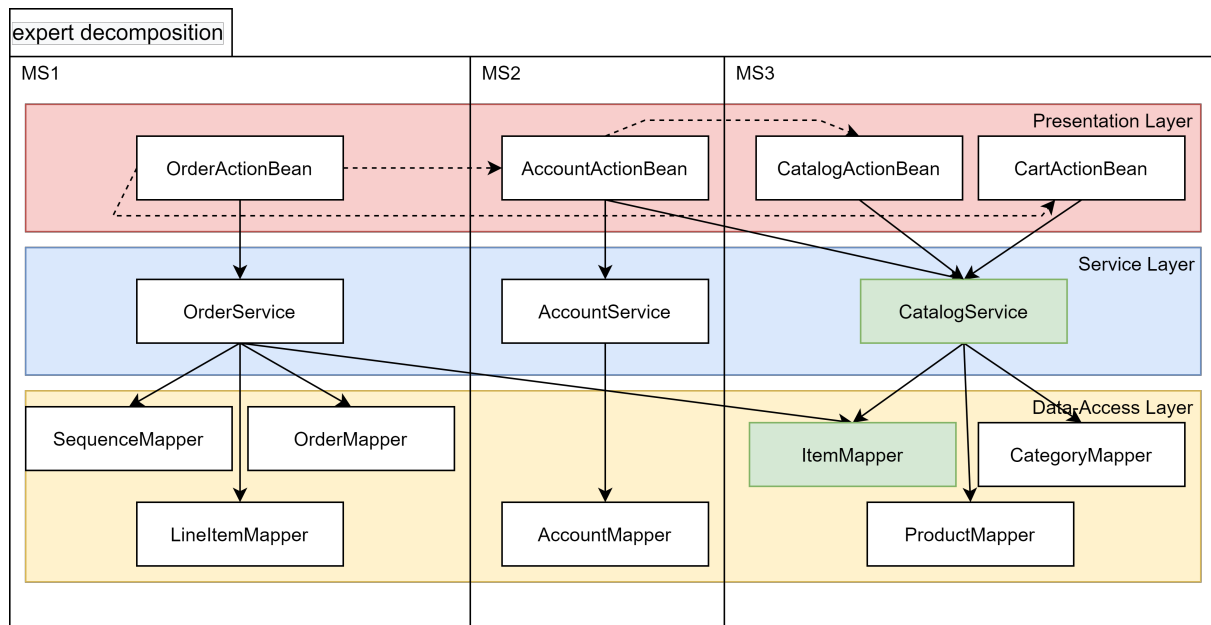 expert decomposition
MS1
MS2
MS3
Presentation Layer
OrderActionBean
AccountActionBean
CatalogActionBean
CartActionBean
Service Layer
OrderService
AccountService
CatalogService
Data-Access Layer
SequenceMapper
OrderMapper
ItemMapper
CategoryMapper
LineItemMapper
AccountMapper
ProductMapper